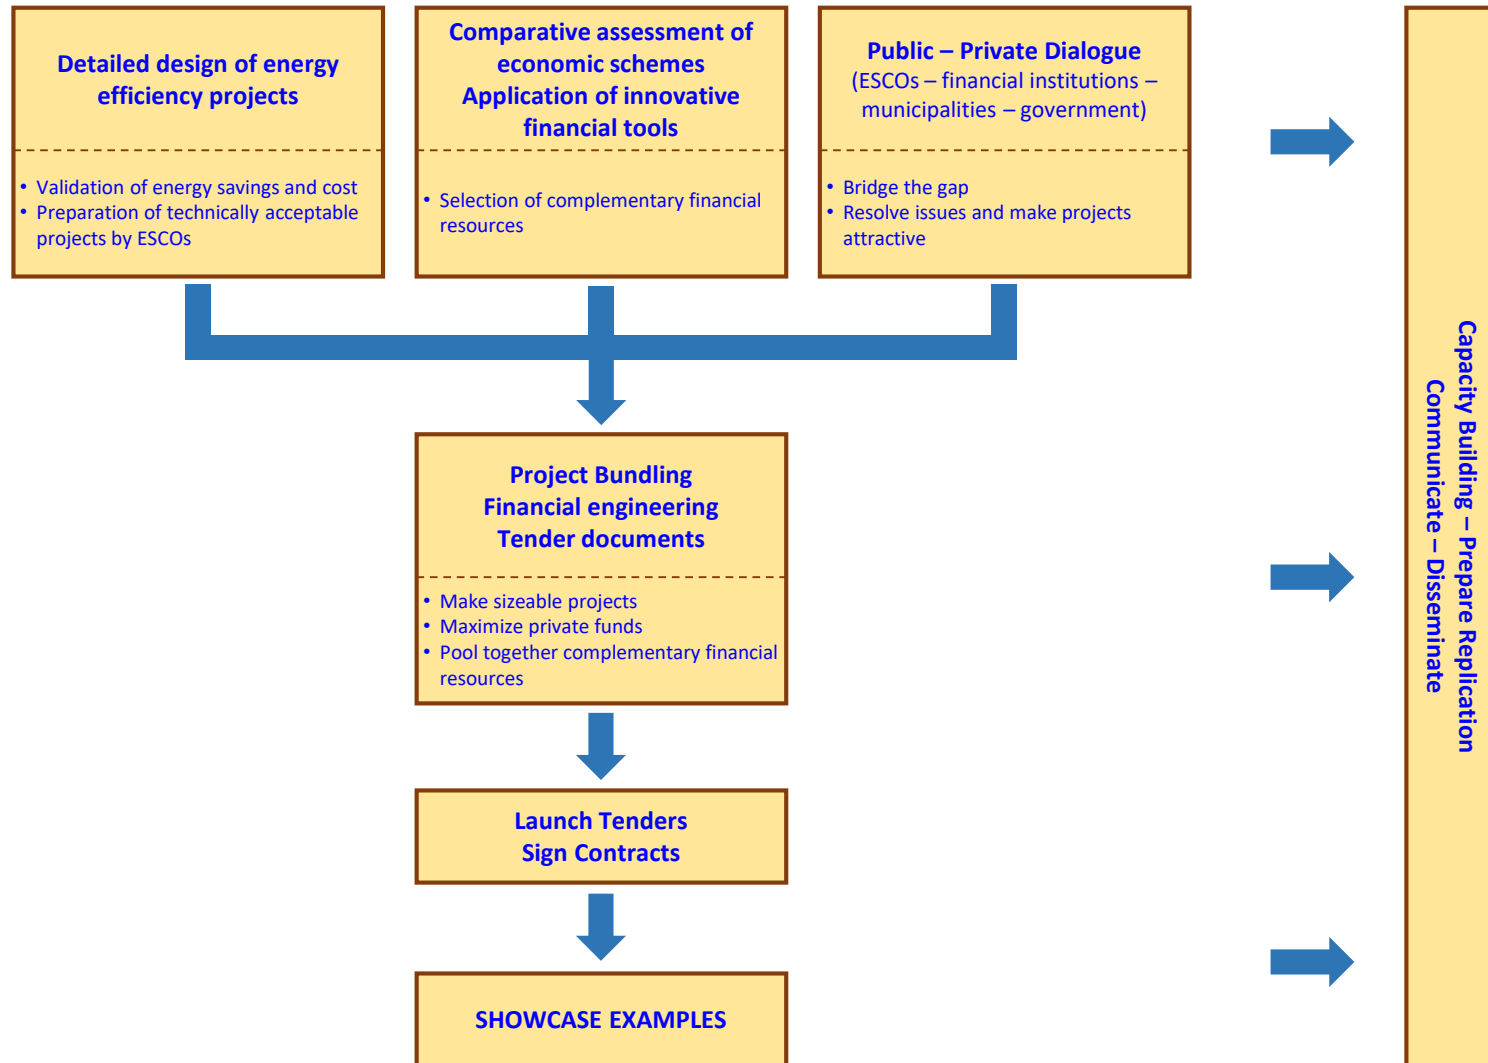 Detailed design of energy
efficiency projects
• Validation of energy savings and cost
• Preparation of technically acceptable
projects by ESCOs
Comparative assessment of
economic schemes
Application of innovative
financial tools
• Selection of complementary financial
resources
Public – Private Dialogue
(ESCOs – financial institutions –
municipalities – government)
• Bridge the gap
• Resolve issues and make projects
attractive
Project Bundling
Financial engineering
Tender documents
• Make sizeable projects
• Maximize private funds
• Pool together complementary financial
resources
Launch Tenders
Sign Contracts
SHOWCASE EXAMPLES
Capacity Building – Prepare Replication
Communicate – Disseminate